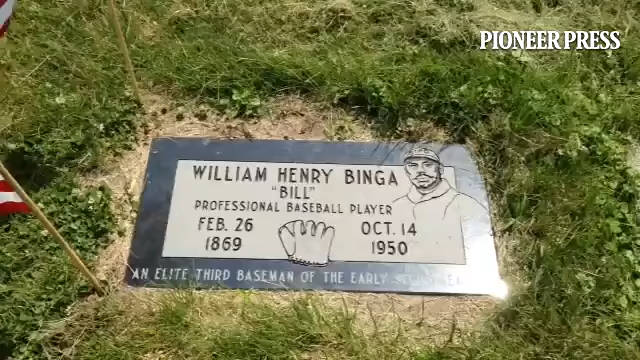 PIONEER PRESS
WILLIAM HENRY BINGA
"BILL"
PROFESSIONAL BASEBALL PLAYER
FEB. 26
1869
OCT. 14
1950
AN ELITE THIRD BASEMAN OF THE EARLY